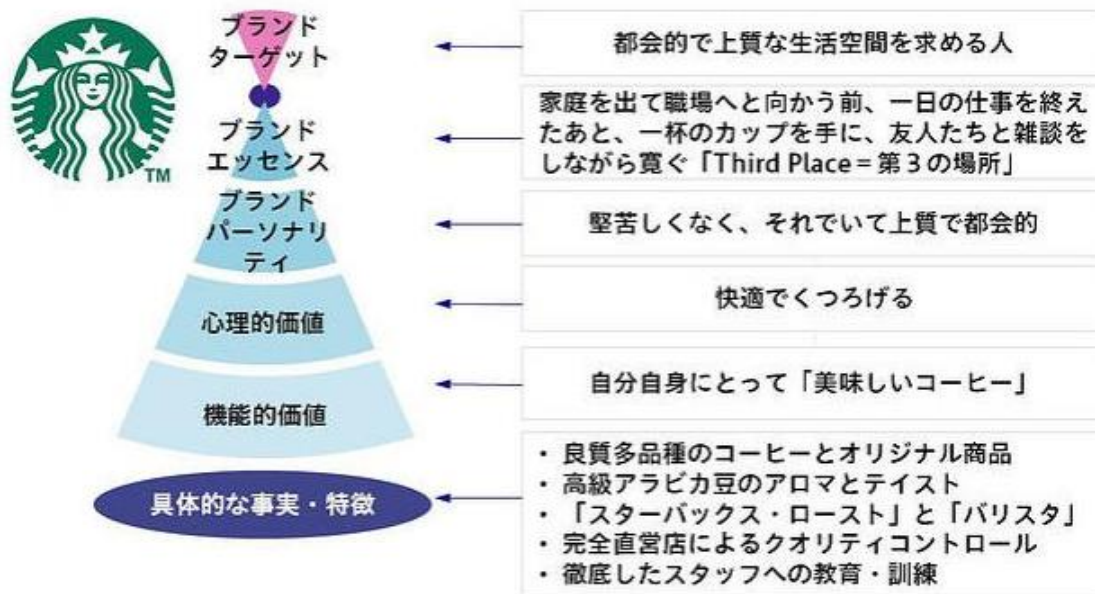 ブランド
ターゲット
都会的で上質な生活空間を求める人
ブランド
エッセンス
家庭を出て職場へと向かう前、一日の仕事を終え
たあと、一杯のカップを手に、友人たちと雑談を
しながら寛ぐ「Third Place=第3の場所」
TM
ブランド
パーソナリ
ティ
堅苦しくなく、それでいて上質で都会的
心理的価値
快適でくつろげる
機能的価値
自分自身にとって「美味しいコーヒー」
具体的な事実・特徴
・良質多品種のコーヒーとオリジナル商品
・高級アラビカ豆のアロマとテイスト
・「スターバックス・ロースト」と「バリスタ」
・完全直営店によるクオリティコントロール
・徹底したスタッフへの教育・訓練